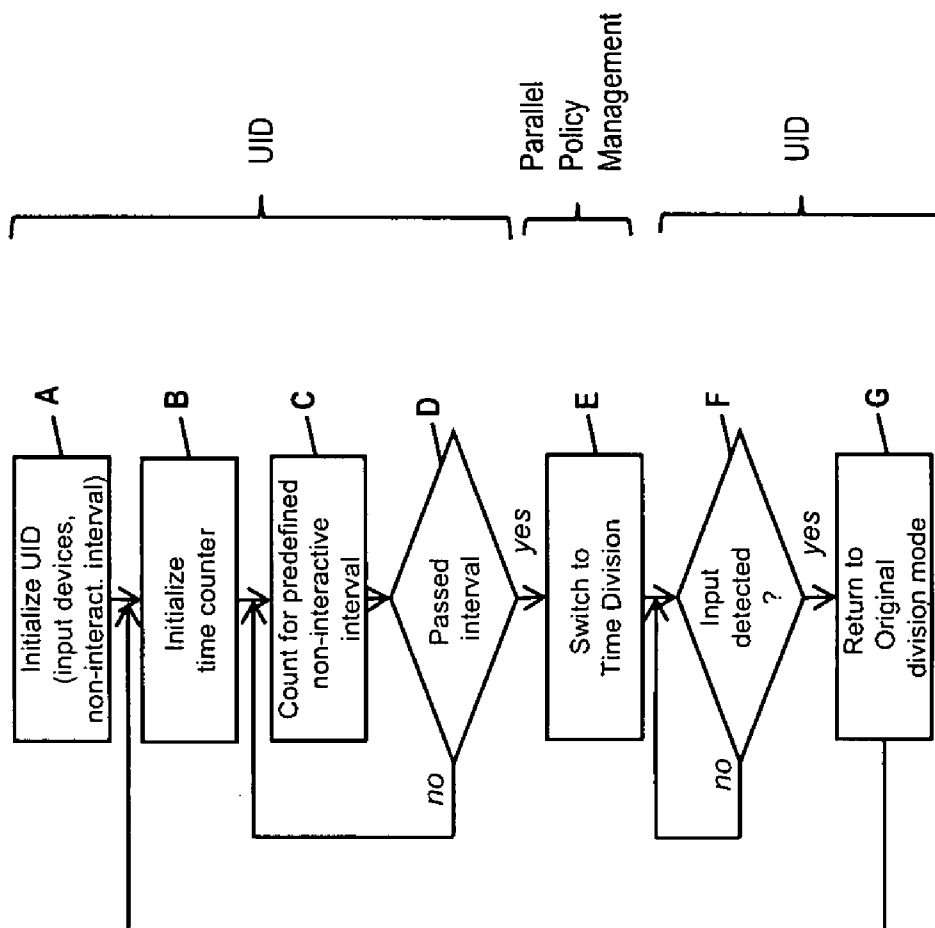 Initialize UID
(input devices,
non-interact. interval)
A
Initialize
time counter
B
Count for predefined
non-interactive
interval
C
Passed
interval
D
no
yes
UID
Switch to
Time Division
E
Parallel
Policy
Management
Input
detected
?
F
no
yes
Return to
Original
division mode
G
UID